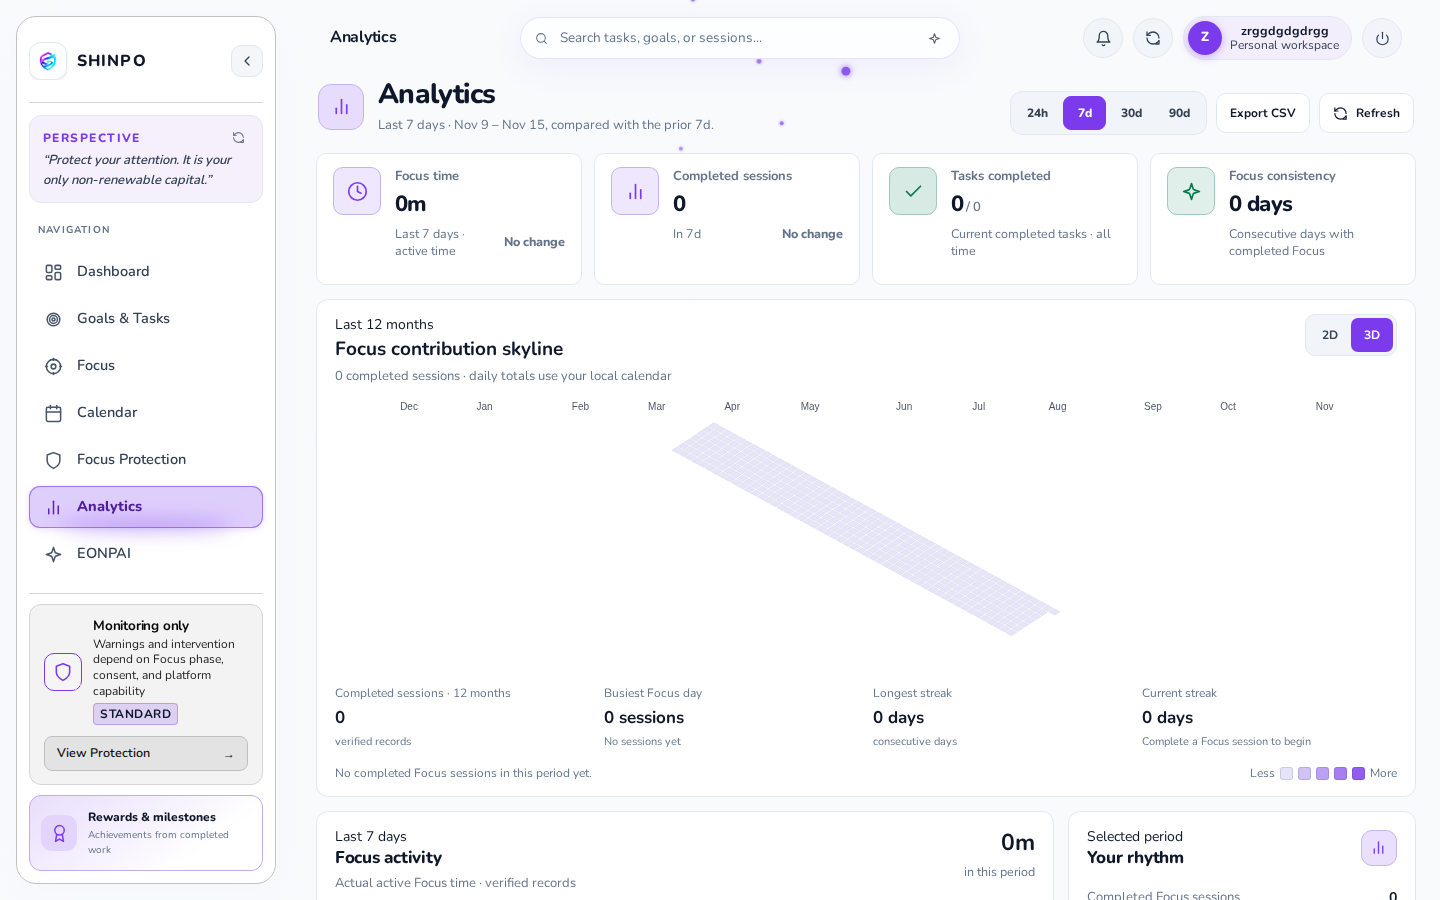 SHINPO
PERSPECTIVE
“Protect your attention. It is your
only non-renewable capital.”
NAVIGATION
Dashboard
Goals & Tasks
Focus
Calendar
Focus Protection
Analytics
EONPAI
Monitoring only
Warnings and intervention
depend on Focus phase,
consent, and platform
capability
STANDARD
View Protection →
Rewards & milestones
Achievements from completed
work
Analytics
Search tasks, goals, or sessions...
Z
zrggdgdgdrgg
Personal workspace
Analytics
Last 7 days · Nov 9 – Nov 15, compared with the prior 7d.
24h 7d 30d 90d
Export CSV
Refresh
Focus time
0m
Last 7 days ·
active time
No change
Completed sessions
0
In 7d
No change
Tasks completed
0 / 0
Current completed tasks · all
time
Focus consistency
0 days
Consecutive days with
completed Focus
Last 12 months
Focus contribution skyline
0 completed sessions · daily totals use your local calendar
2D 3D
Dec Jan Feb Mar Apr May Jun Jul Aug Sep Oct Nov
Completed sessions · 12 months
0
verified records
Busiest Focus day
0 sessions
No sessions yet
Longest streak
0 days
consecutive days
Current streak
0 days
Complete a Focus session to begin
No completed Focus sessions in this period yet.
Less More
Last 7 days
Focus activity
Actual active Focus time · verified records
0m
in this period
Selected period
Your rhythm
Completed Focus sessions 0